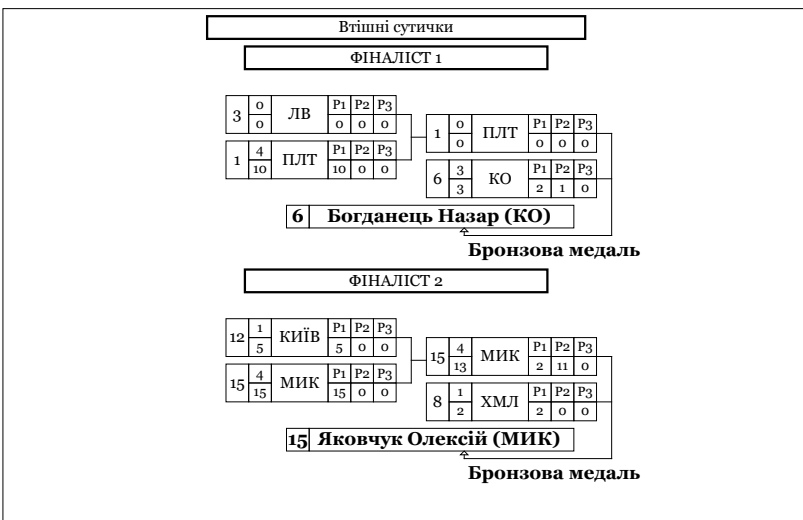 Втішні сутички
ФІНАЛІСТ 1
3 0 0 ЛВ P1 P2 P3 0 0 0
1 4 10 ПЛТ P1 P2 P3 10 0 0
1 0 0 ПЛТ P1 P2 P3 0 0 0
6 3 3 КО P1 P2 P3 2 1 0
6 Богданець Назар (КО)
Бронзова медаль
ФІНАЛІСТ 2
12 1 5 КИЇВ P1 P2 P3 5 0 0
15 4 15 МИК P1 P2 P3 15 0 0
15 4 13 МИК P1 P2 P3 2 11 0
8 1 2 ХМЛ P1 P2 P3 2 0 0
15 Яковчук Олексій (МИК)
Бронзова медаль